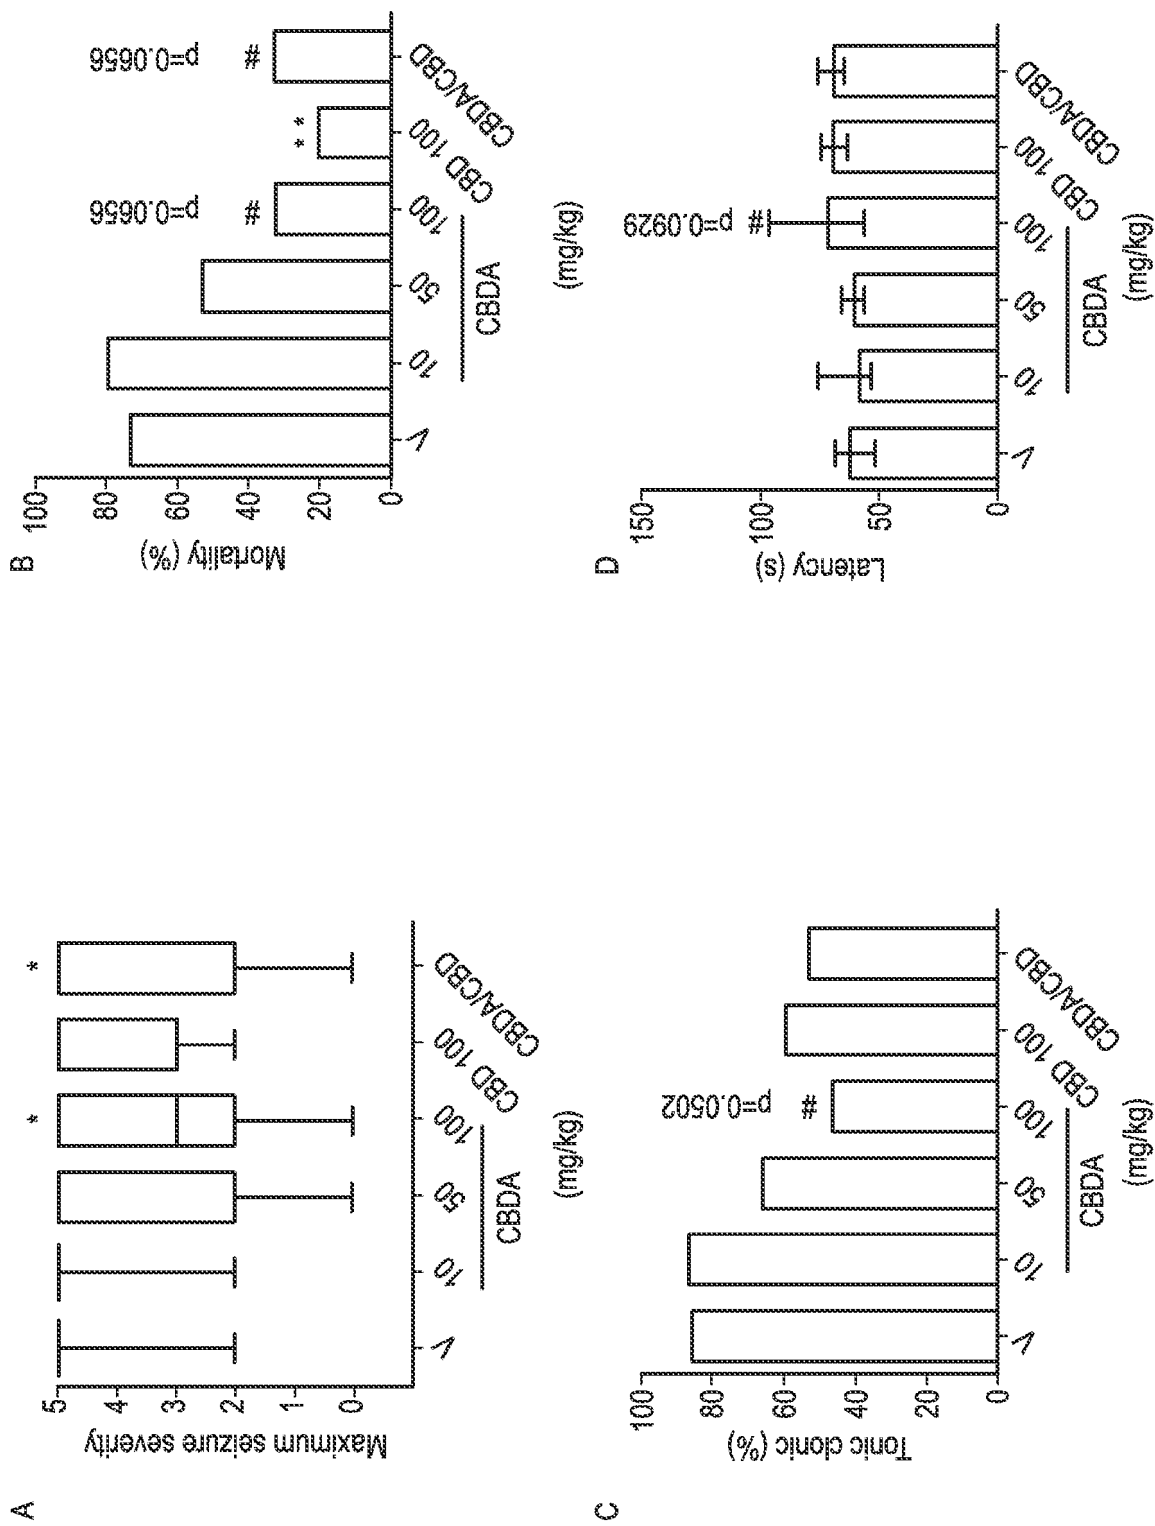 A
Maximum seizure severity
5
4
3
2
1
0
V
10
50
100
CBD 100
CBDA/CBD
CBDA
(mg/kg)
*
*
B
Mortality (%)
100
80
60
40
20
0
#
p=0.0656
**
#
p=0.0656
V
10
50
100
CBD 100
CBDA/CBD
CBDA
(mg/kg)
C
Tonic clonic (%)
100
80
60
40
20
0
p=0.0502
#
V
10
50
100
CBD 100
CBDA/CBD
CBDA
(mg/kg)
D
Latency (s)
150
100
50
0
# p=0.0929
V
10
50
100
CBD 100
CBDA/CBD
CBDA
(mg/kg)